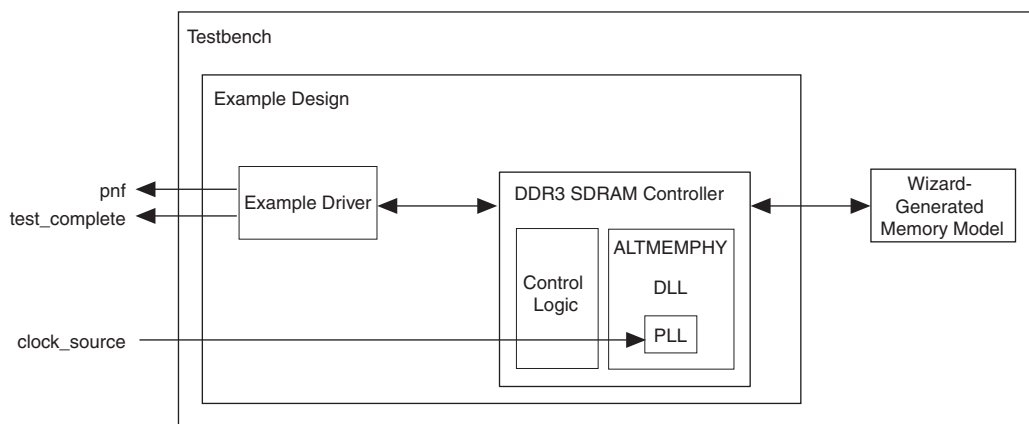 Testbench
Example Design
pnf
test_complete
Example Driver
DDR3 SDRAM Controller
Wizard-
Generated
Memory Model
ALTMEMPHY
Control
Logic
DLL
PLL
clock_source